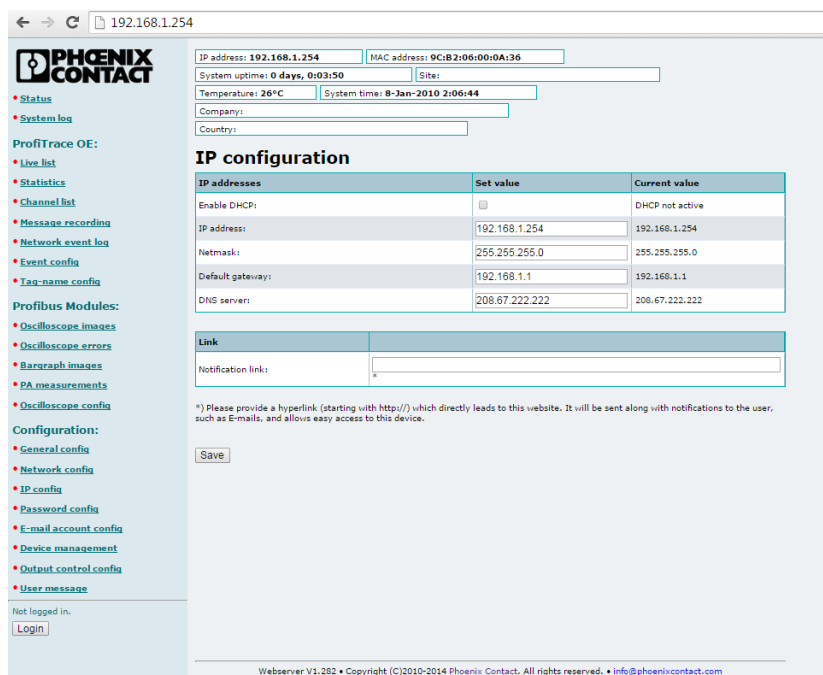 192.168.1.254
PHŒNIX
CONTACT
Status
System log
ProfiTrace OE:
Live list
Statistics
Channel list
Message recording
Network event log
Event config
Tag-name config
Profibus Modules:
Oscilloscope images
Oscilloscope errors
Bargraph images
PA measurements
Oscilloscope config
Configuration:
General config
Network config
IP config
Password config
E-mail account config
Device management
Output control config
User message
Not logged in.
Login
IP address: 192.168.1.254 MAC address: 9C:B2:06:00:0A:36
System uptime: 0 days, 0:03:50 Site:
Temperature: 26°C System time: 8-Jan-2010 2:06:44
Company:
Country:
IP configuration
IP addresses Set value Current value
Enable DHCP: DHCP not active
IP address: 192.168.1.254 192.168.1.254
Netmask: 255.255.255.0 255.255.255.0
Default gateway: 192.168.1.1 192.168.1.1
DNS server: 208.67.222.222 208.67.222.222
Link
Notification link:
*
*) Please provide a hyperlink (starting with http://) which directly leads to this website. It will be sent along with notifications to the user,
such as E-mails, and allows easy access to this device.
Save
Webserver V1.282 • Copyright (C)2010-2014 Phoenix Contact. All rights reserved. • info@phoenixcontact.com